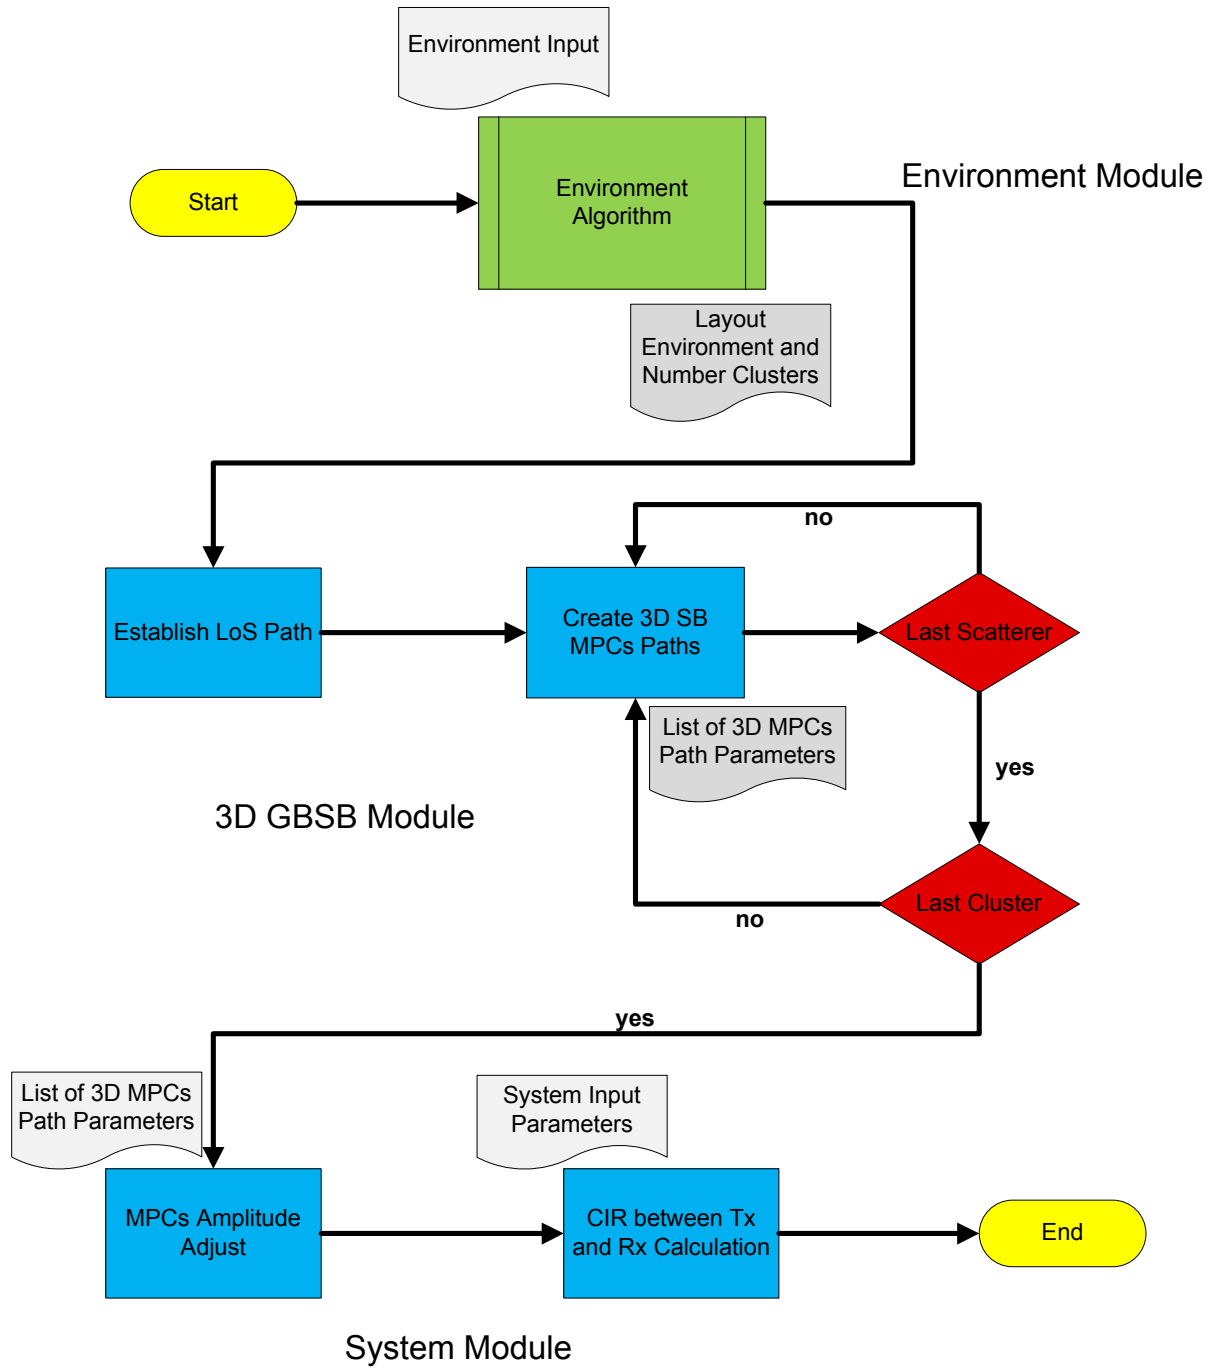 Environment Input
Environment Module
Start
Environment
Algorithm
Layout
Environment and
Number Clusters
no
Establish LoS Path
Create 3D SB
MPCs Paths
Last Scatterer
List of 3D MPCs
Path Parameters
yes
3D GBSB Module
Last Cluster
no
yes
List of 3D MPCs
Path Parameters
System Input
Parameters
MPCs Amplitude
Adjust
CIR between Tx
and Rx Calculation
End
System Module